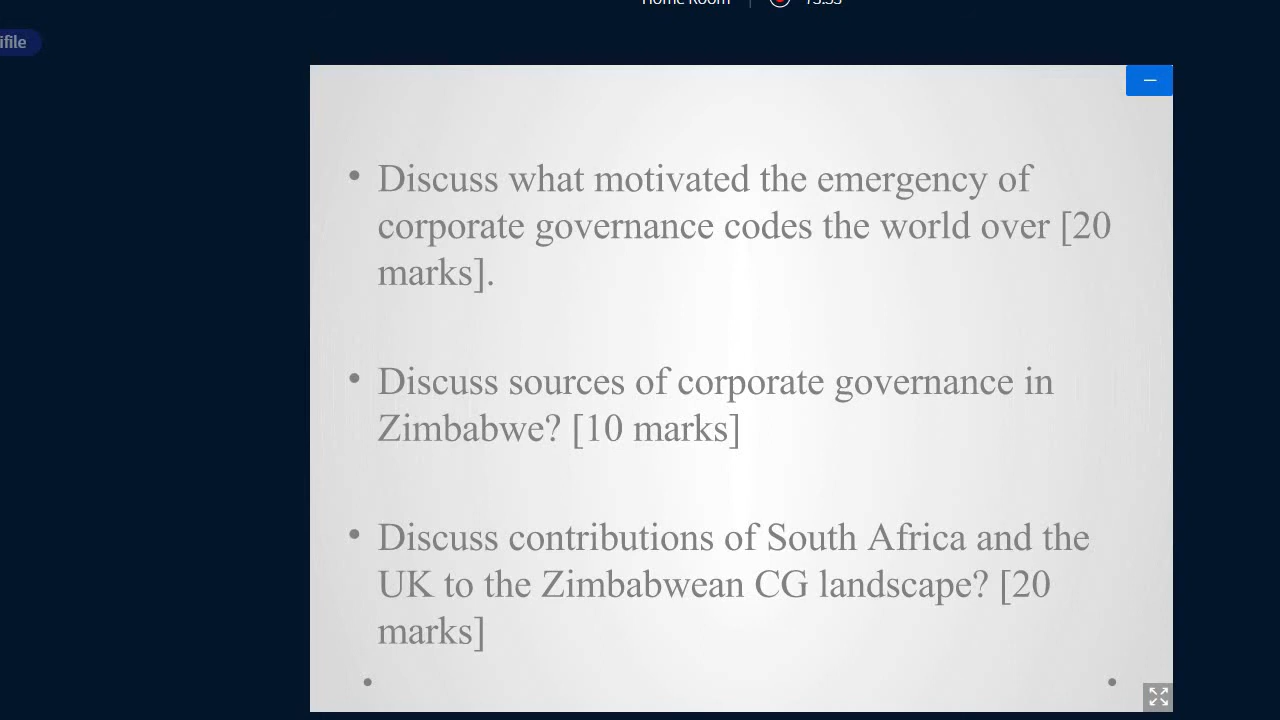 Home Room
ifile
• Discuss what motivated the emergency of
corporate governance codes the world over [20
marks].
• Discuss sources of corporate governance in
Zimbabwe? [10 marks]
• Discuss contributions of South Africa and the
UK to the Zimbabwean CG landscape? [20
marks]